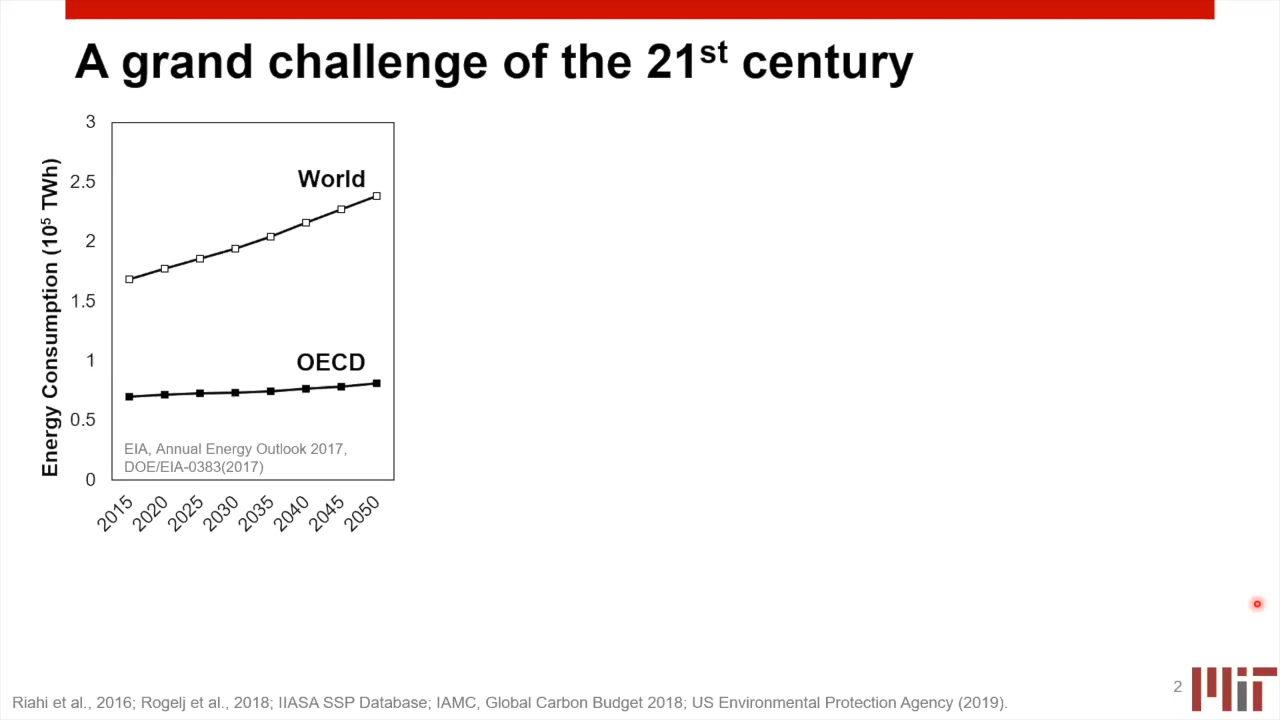 A grand challenge of the 21st century
Energy Consumption (10⁵ TWh)
3
2.5
2
1.5
1
0.5
0
World
OECD
EIA, Annual Energy Outlook 2017,
DOE/EIA-0383(2017)
2015
2020
2025
2030
2035
2040
2045
2050
Riahi et al., 2016; Rogelj et al., 2018; IIASA SSP Database; IAMC, Global Carbon Budget 2018; US Environmental Protection Agency (2019).
2
MIT